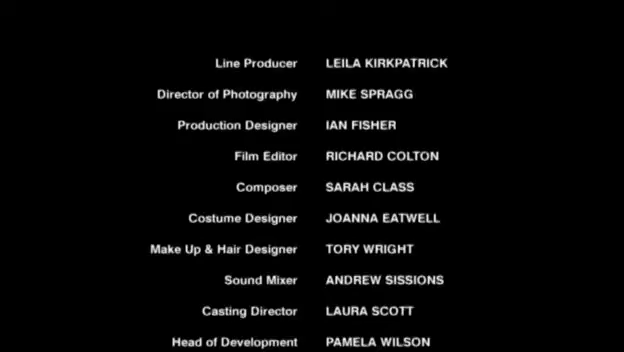 Line Producer LEILA KIRKPATRICK
Director of Photography MIKE SPRAGG
Production Designer IAN FISHER
Film Editor RICHARD COLTON
Composer SARAH CLASS
Costume Designer JOANNA EATWELL
Make Up & Hair Designer TORY WRIGHT
Sound Mixer ANDREW SISSIONS
Casting Director LAURA SCOTT
Head of Development PAMELA WILSON